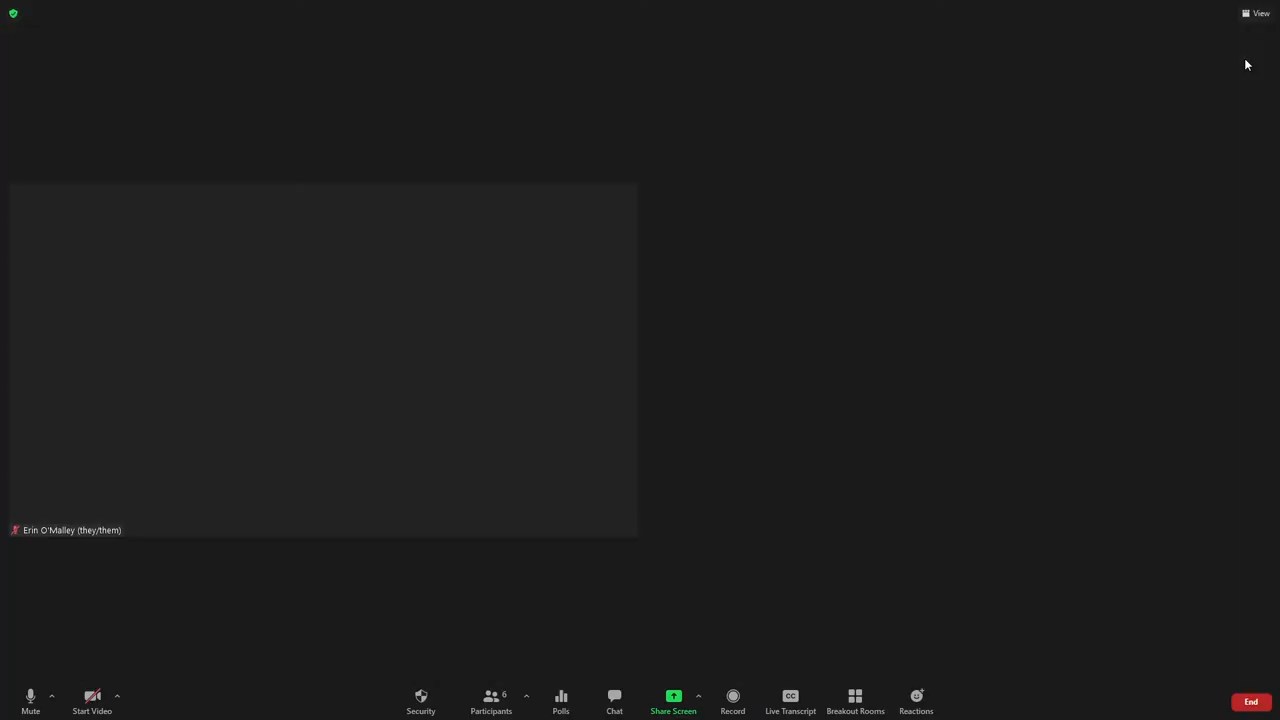 View
Erin O'Malley (they/them)
Mute
Start Video
Security
6
Participants
Polls
Chat
Share Screen
Record
CC
Live Transcript
Breakout Rooms
Reactions
End